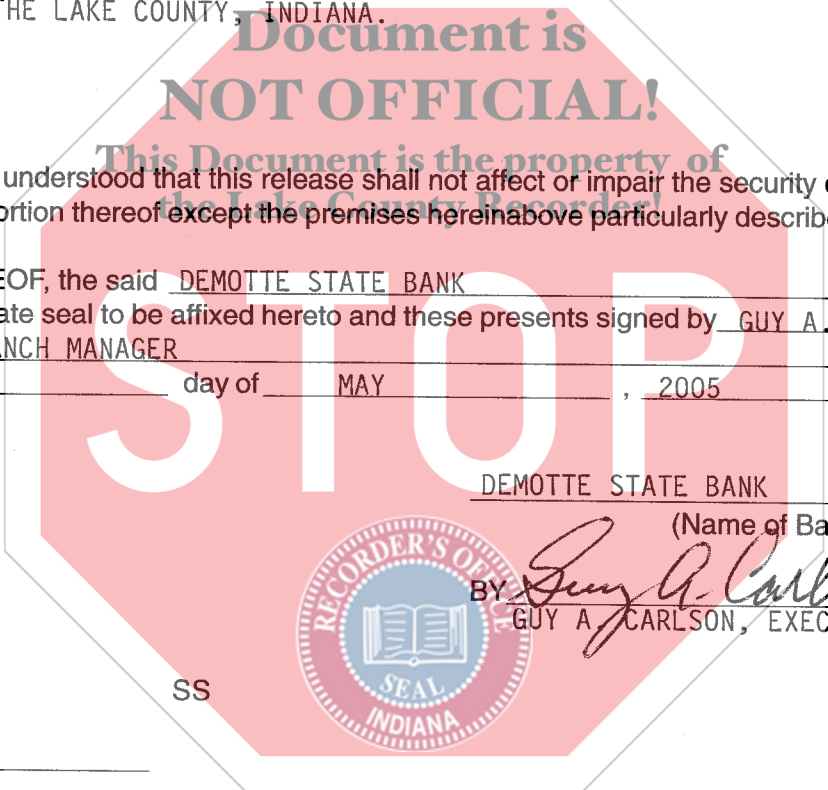 THE LAKE COUNTY, INDIANA.
Document is
NOT OFFICIAL!
This Document is the property of
understood that this release shall not affect or impair the security
the Lake County Recorder!
ortion thereof except the premises hereinabove particularly describ
EOF, the said DEMOTTE STATE BANK
ate seal to be affixed hereto and these presents signed by GUY A.
NCH MANAGER
day of MAY , 2005
STOP
DEMOTTE STATE BANK
(Name of Ba
RECORDER'S OFFICE
BY Guy A. Carl
GUY A. CARLSON, EXEC
SEAL
INDIANA
SS